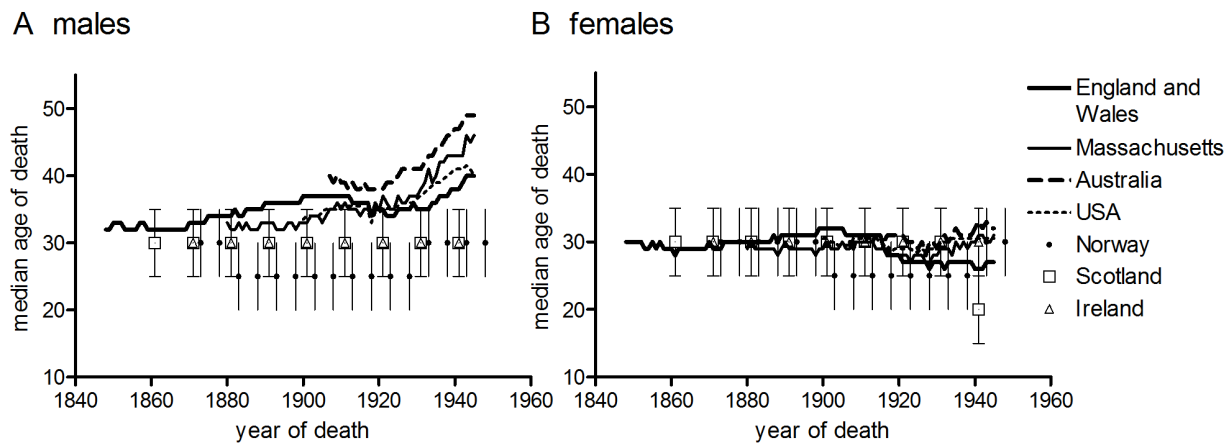 A males
median age of death
50
40
30
20
10
1840 1860 1880 1900 1920 1940 1960
year of death
B females
median age of death
50
40
30
20
10
1840 1860 1880 1900 1920 1940 1960
year of death
England and
Wales
Massachusetts
Australia
USA
Norway
Scotland
Ireland